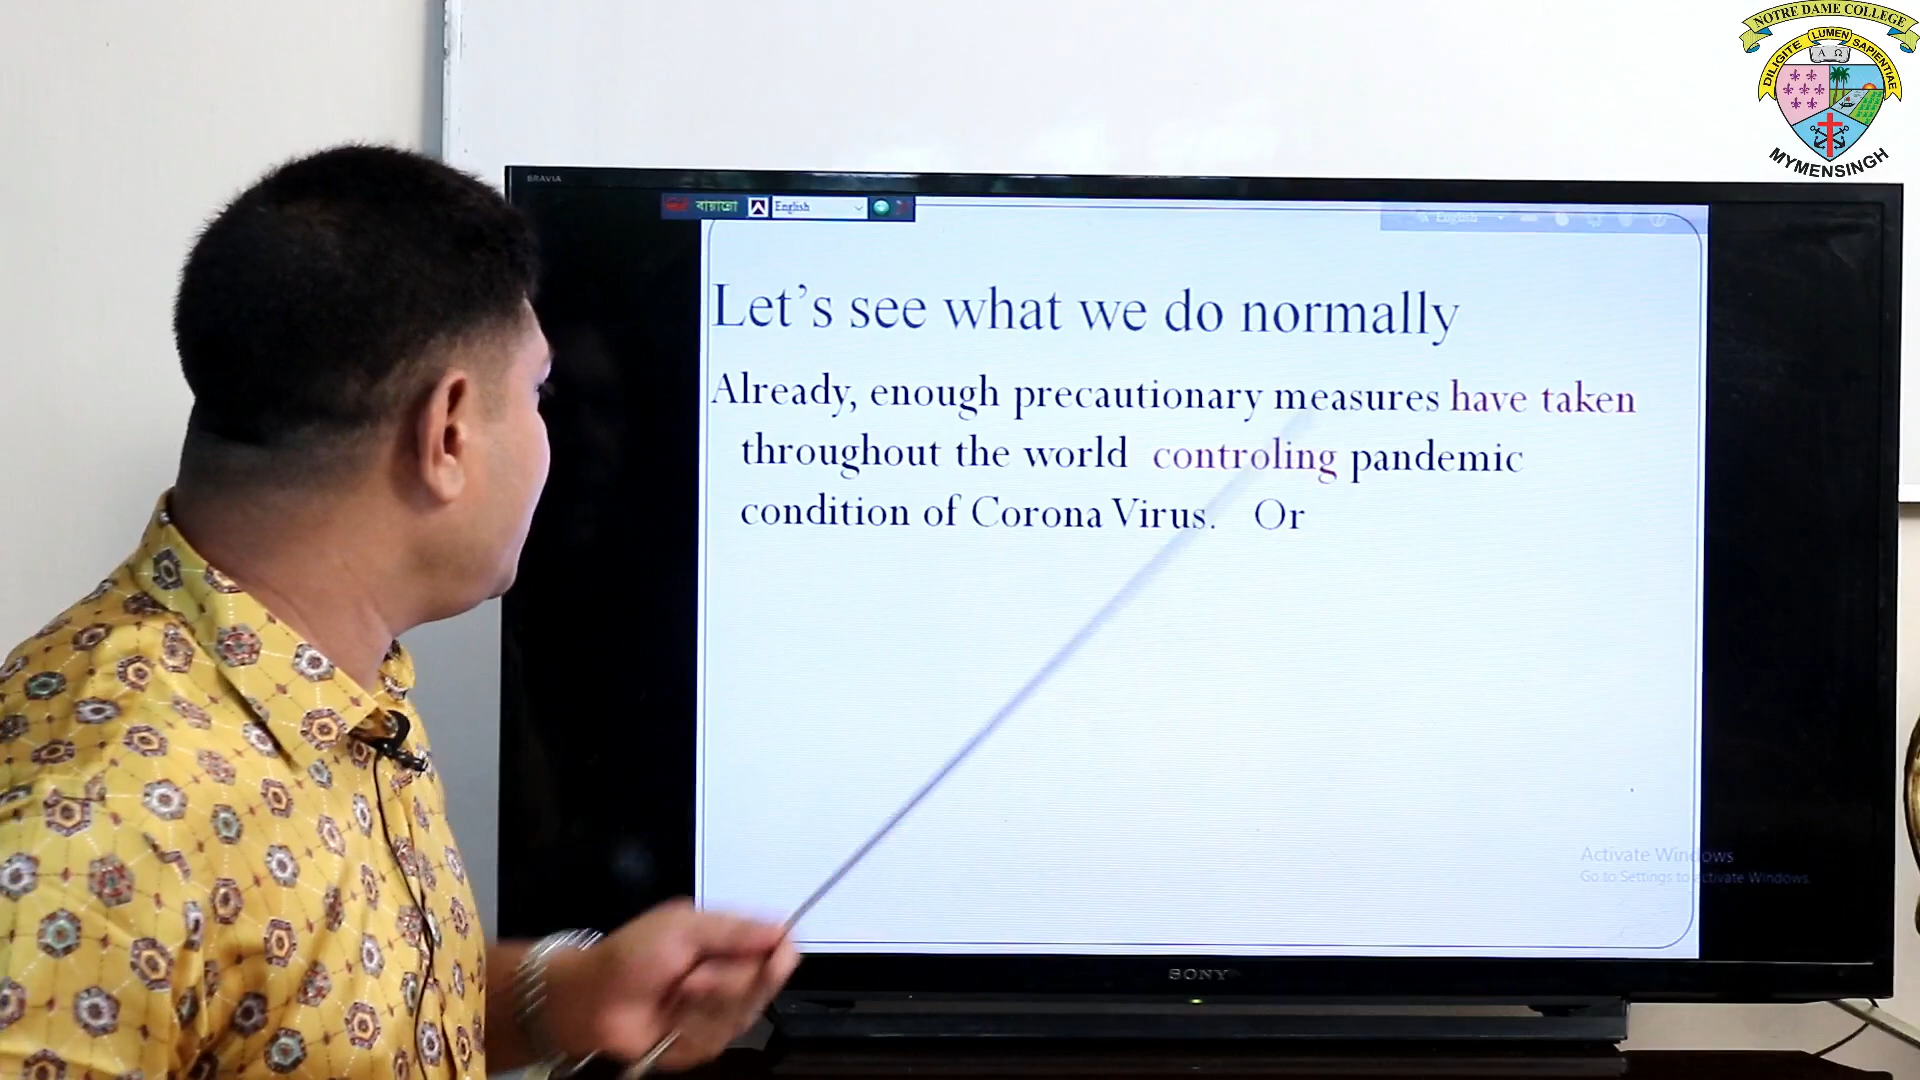 NOTRE DAME COLLEGE
DILIGITE LUMEN SAPIENTIAE
Α Ω
MYMENSINGH
BRAVIA
বায়ান্নো English
English
Let’s see what we do normally
Already, enough precautionary measures have taken
throughout the world controling pandemic
condition of Corona Virus. Or
Activate Windows
Go to Settings to activate Windows.
SONY